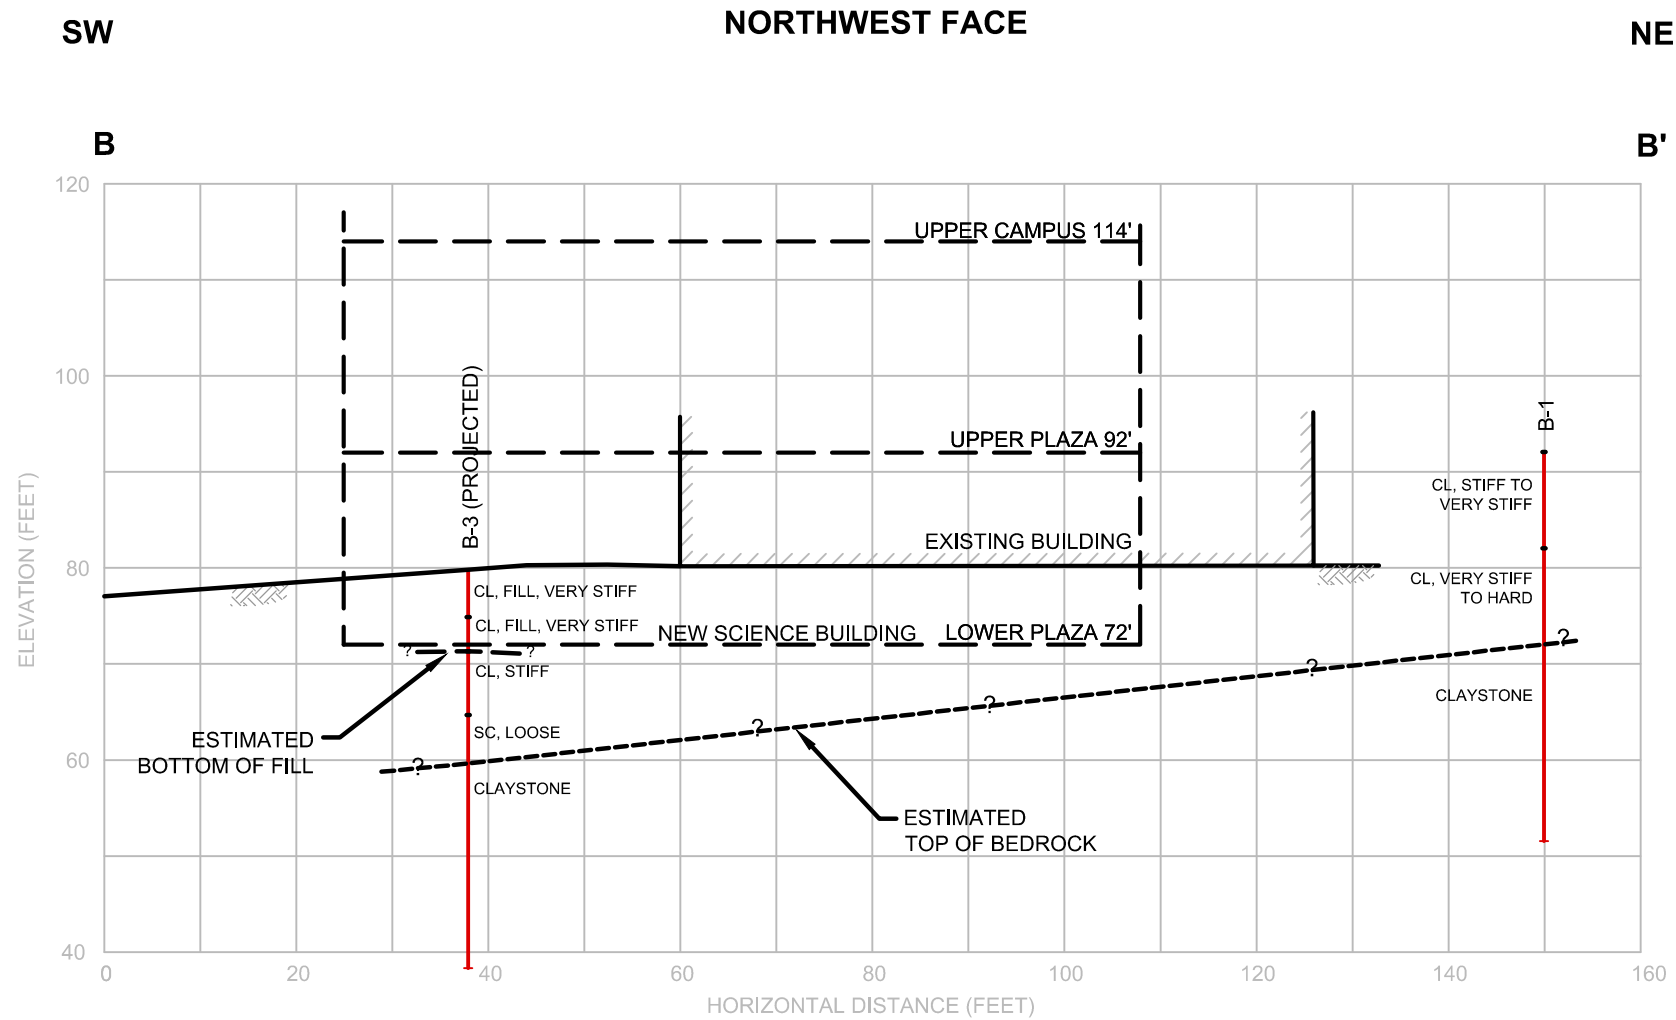 NORTHWEST FACE
SW
NE
B
B'
120
100
80
60
40
ELEVATION (FEET)
UPPER CAMPUS 114'
B-3 (PROJECTED)
UPPER PLAZA 92'
EXISTING BUILDING
B-1
CL, STIFF TO
VERY STIFF
CL, VERY STIFF
TO HARD
CLAYSTONE
CL, FILL, VERY STIFF
CL, FILL, VERY STIFF
NEW SCIENCE BUILDING
LOWER PLAZA 72'
?
?
CL, STIFF
SC, LOOSE
CLAYSTONE
ESTIMATED
BOTTOM OF FILL
?
?
?
?
?
ESTIMATED
TOP OF BEDROCK
0
20
40
60
80
100
120
140
160
HORIZONTAL DISTANCE (FEET)